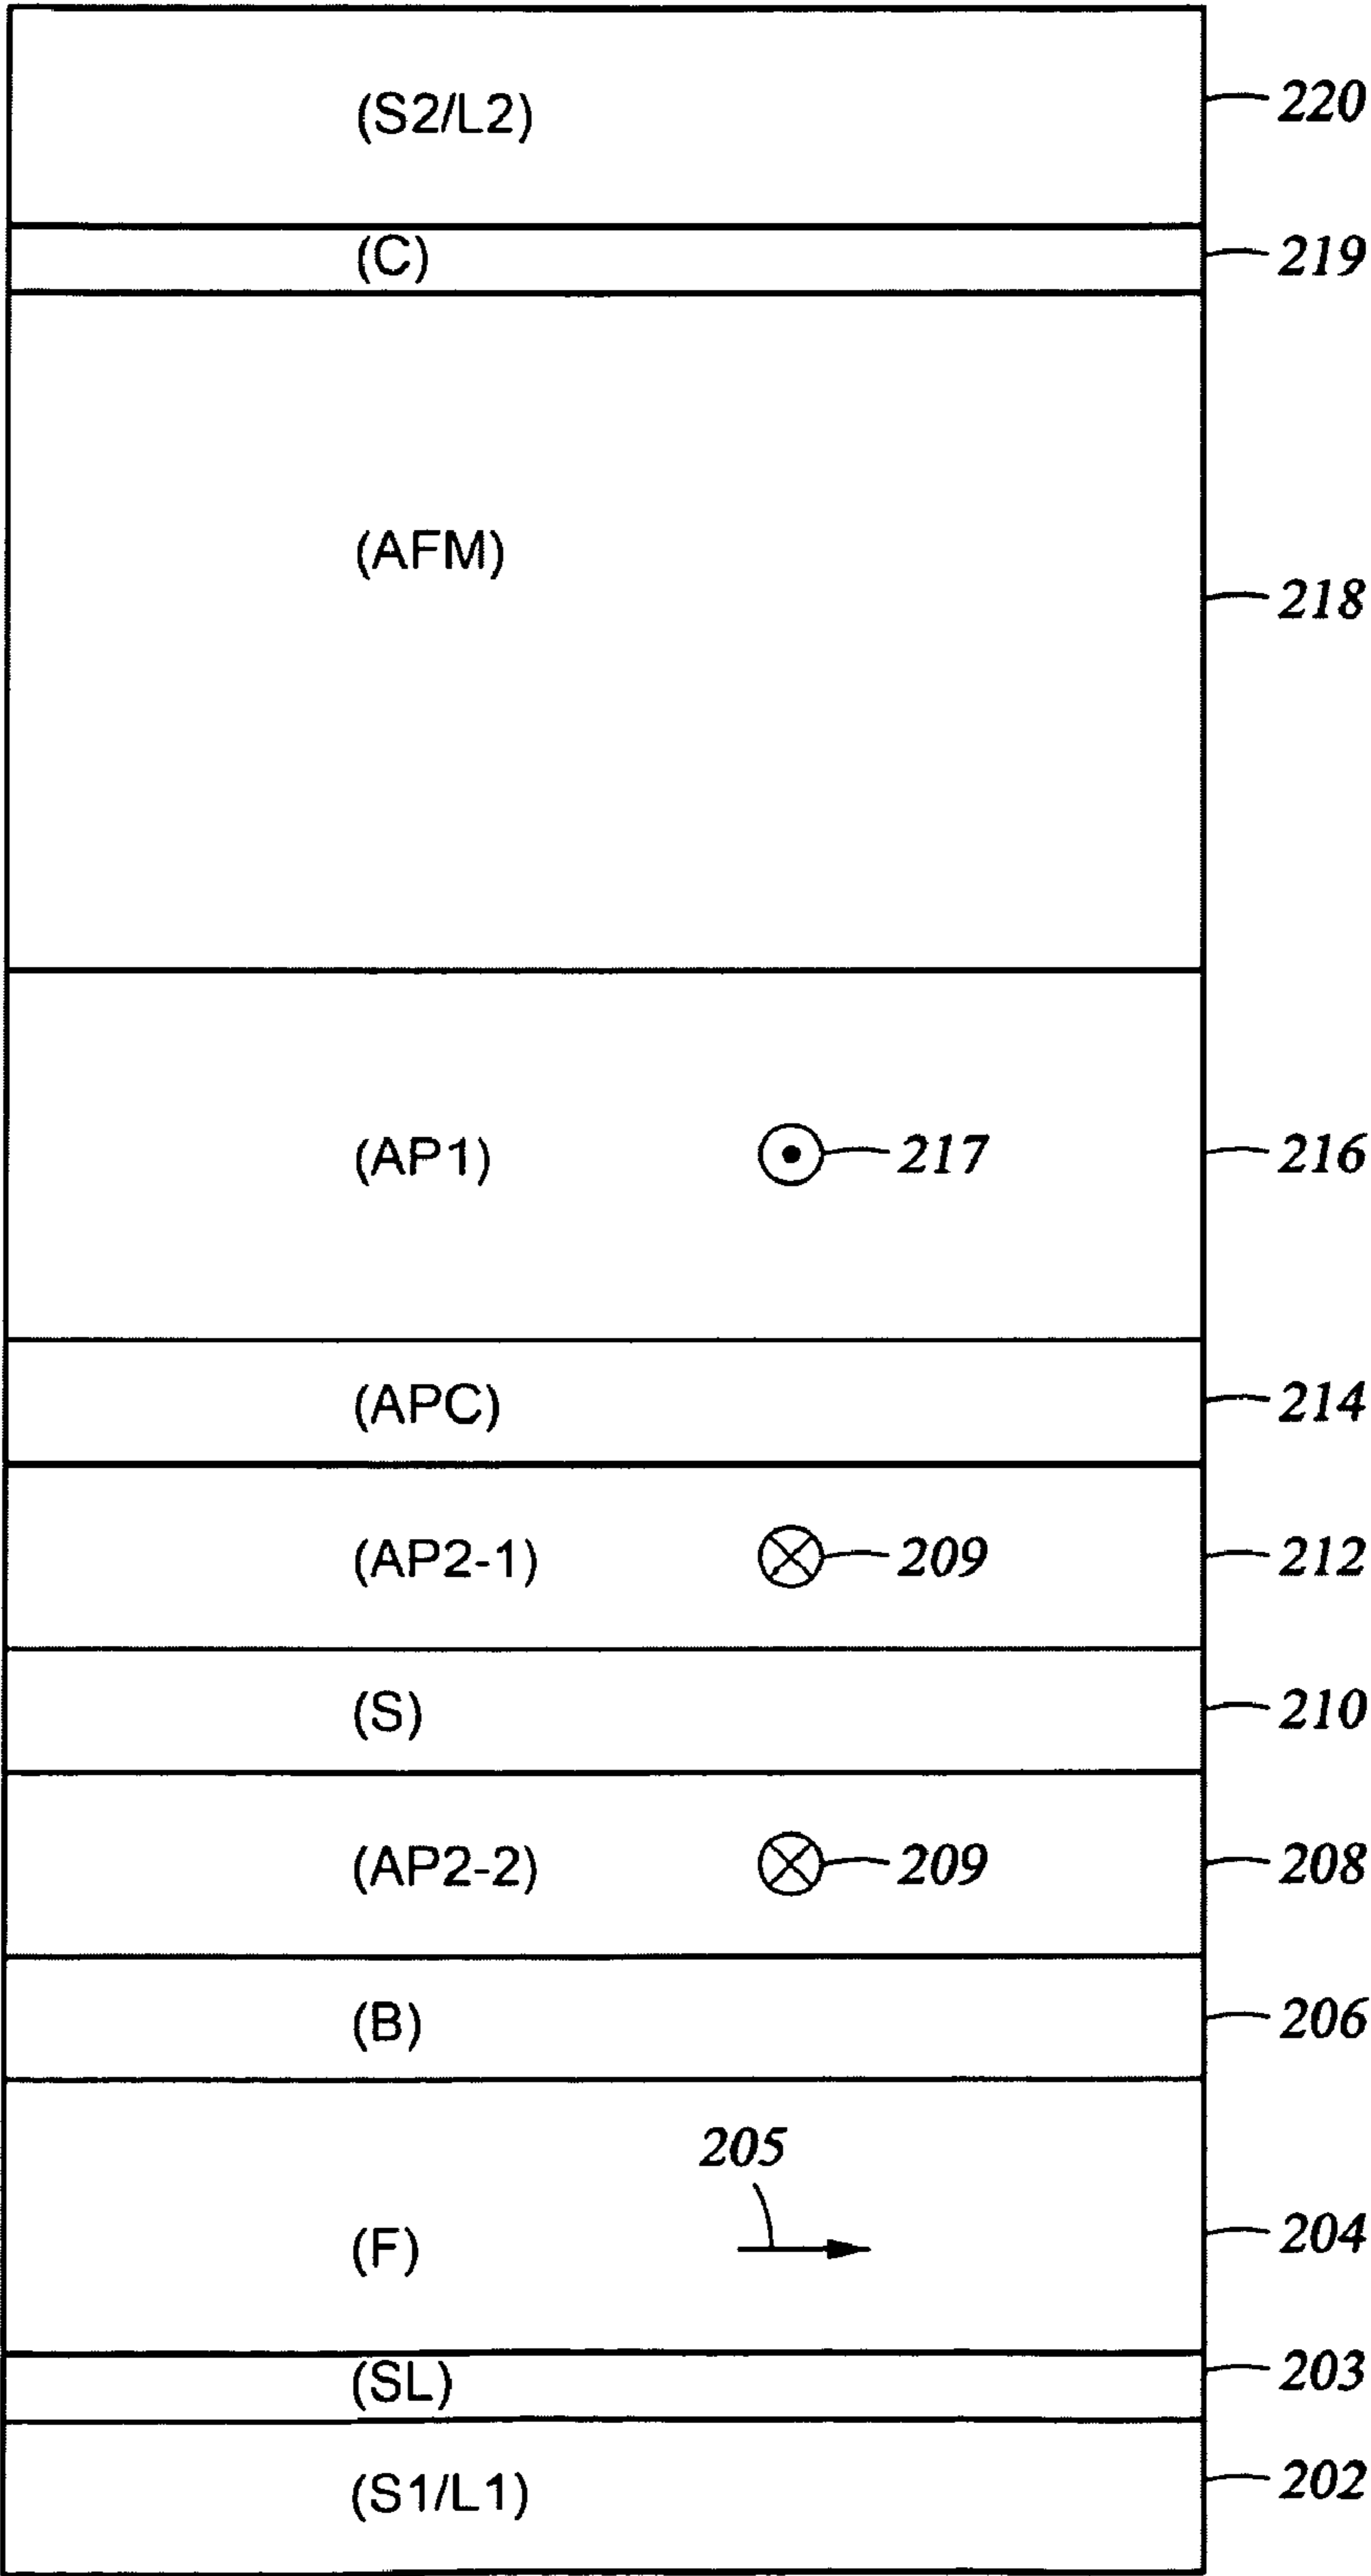 (S2/L2) 220
(C) 219
(AFM) 218
(AP1) 217 216
(APC) 214
(AP2-1) 209 212
(S) 210
(AP2-2) 209 208
(B) 206
205
(F) 204
(SL) 203
(S1/L1) 202